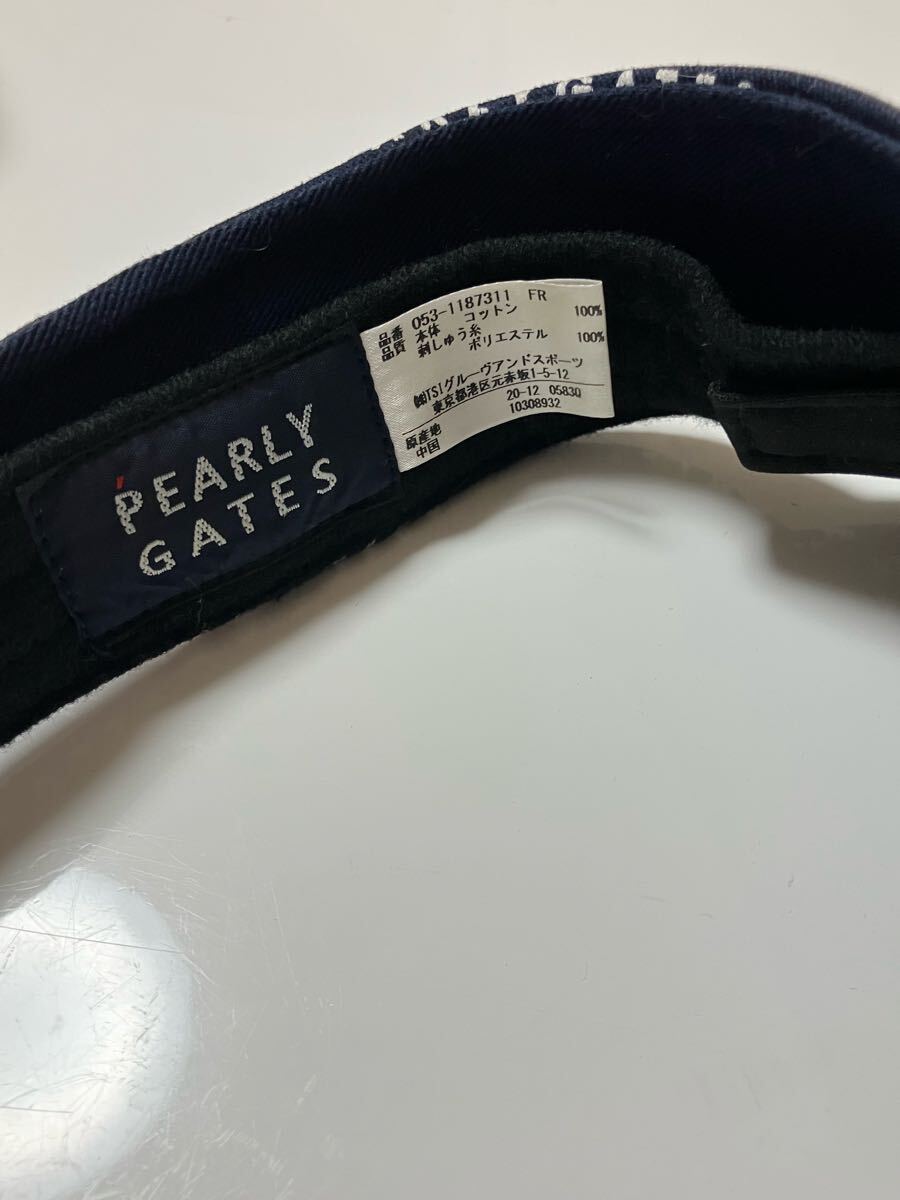 PEARLY
GATES
品番 053-1187311 FR
品質 本体 コットン 100%
刺しゅう糸 ポリエステル 100%
㈱TSIグルーヴアンドスポーツ
東京都港区元赤坂1-5-12
20-12 0583Q
10308932
原産地
中国